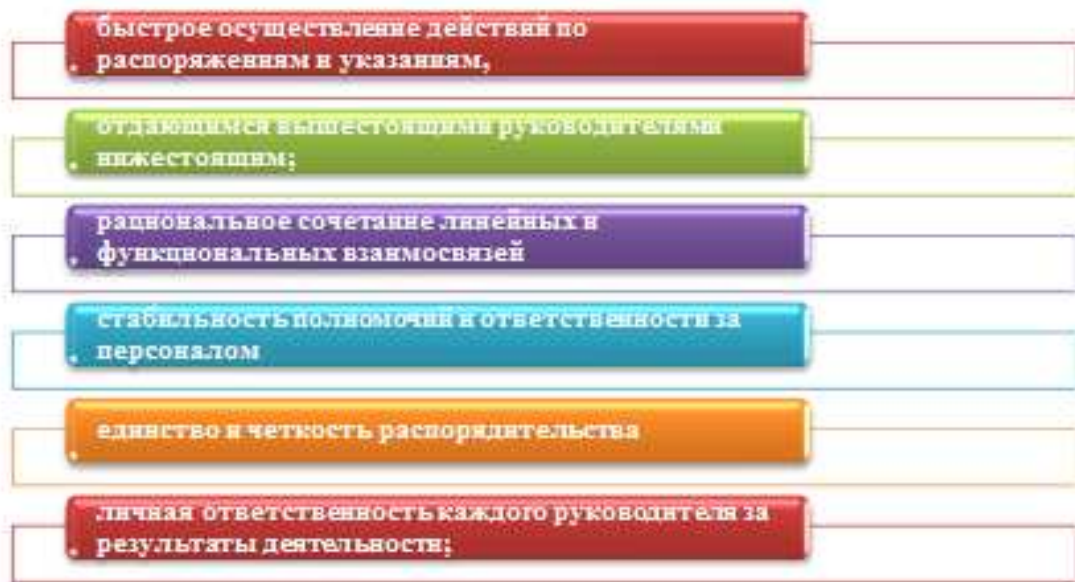 быстрое осуществление действий по
распоряжениям и указаниям,
отдающимся вышестоящими руководителями
нижестоящим;
рациональное сочетание линейных и
функциональных взаимосвязей
стабильность полномочий и ответственности за
персоналом
единство и четкость распорядительства
личная ответственность каждого руководителя за
результаты деятельности;